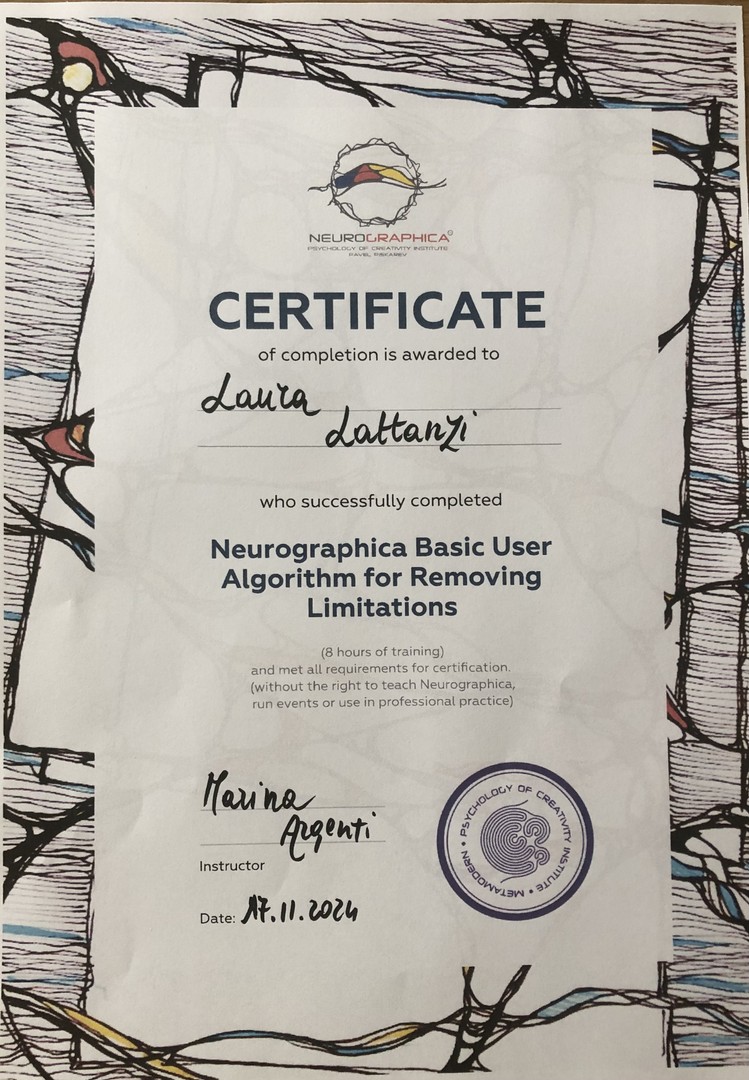 NEUROGRAPHICA®
PSYCHOLOGY OF CREATIVITY INSTITUTE
PAVEL PISKAREV
CERTIFICATE
of completion is awarded to
Laura
Lattanzi
who successfully completed
Neurographica Basic User
Algorithm for Removing
Limitations
(8 hours of training)
and met all requirements for certification.
(without the right to teach Neurographica,
run events or use in professional practice)
Marina
Argenti
Instructor
Date: 17.11.2024
PSYCHOLOGY OF CREATIVITY INSTITUTE • METAMODERN •